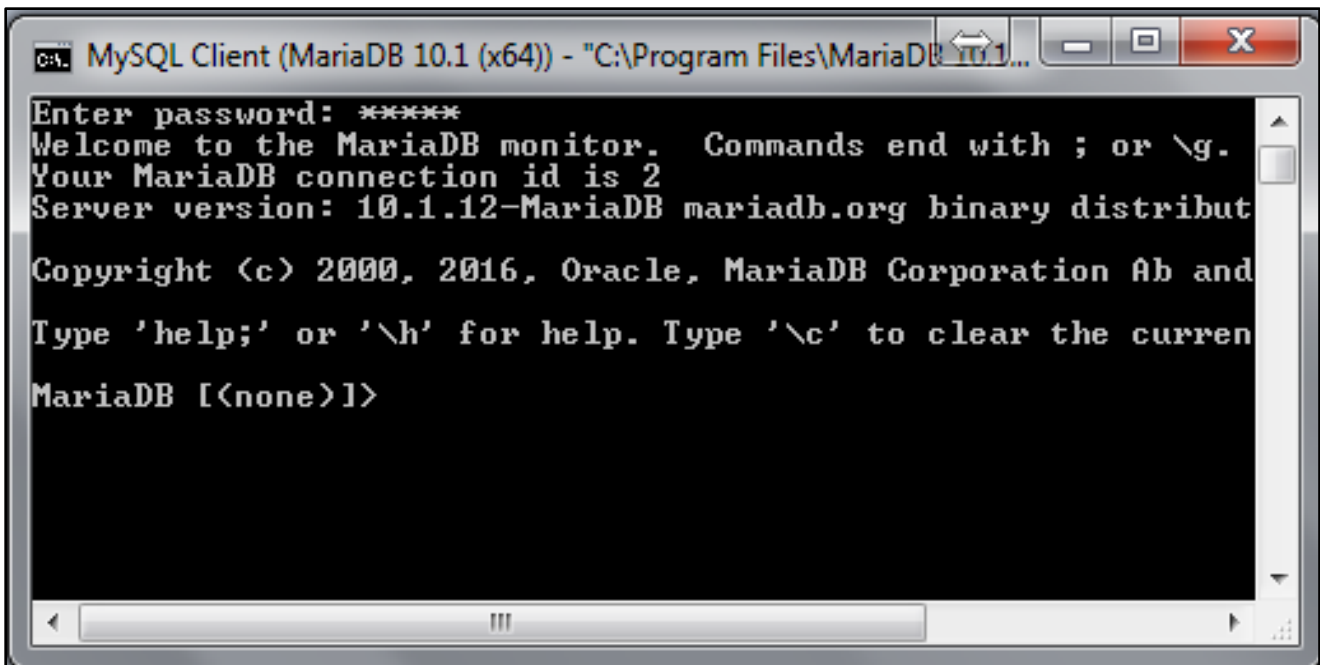 MySQL Client (MariaDB 10.1 (x64)) - "C:\Program Files\MariaDB 10.1...
Enter password: *****
Welcome to the MariaDB monitor.  Commands end with ; or \g.
Your MariaDB connection id is 2
Server version: 10.1.12-MariaDB mariadb.org binary distribut
Copyright (c) 2000, 2016, Oracle, MariaDB Corporation Ab and
Type 'help;' or '\h' for help. Type '\c' to clear the curren
MariaDB [(none)]>